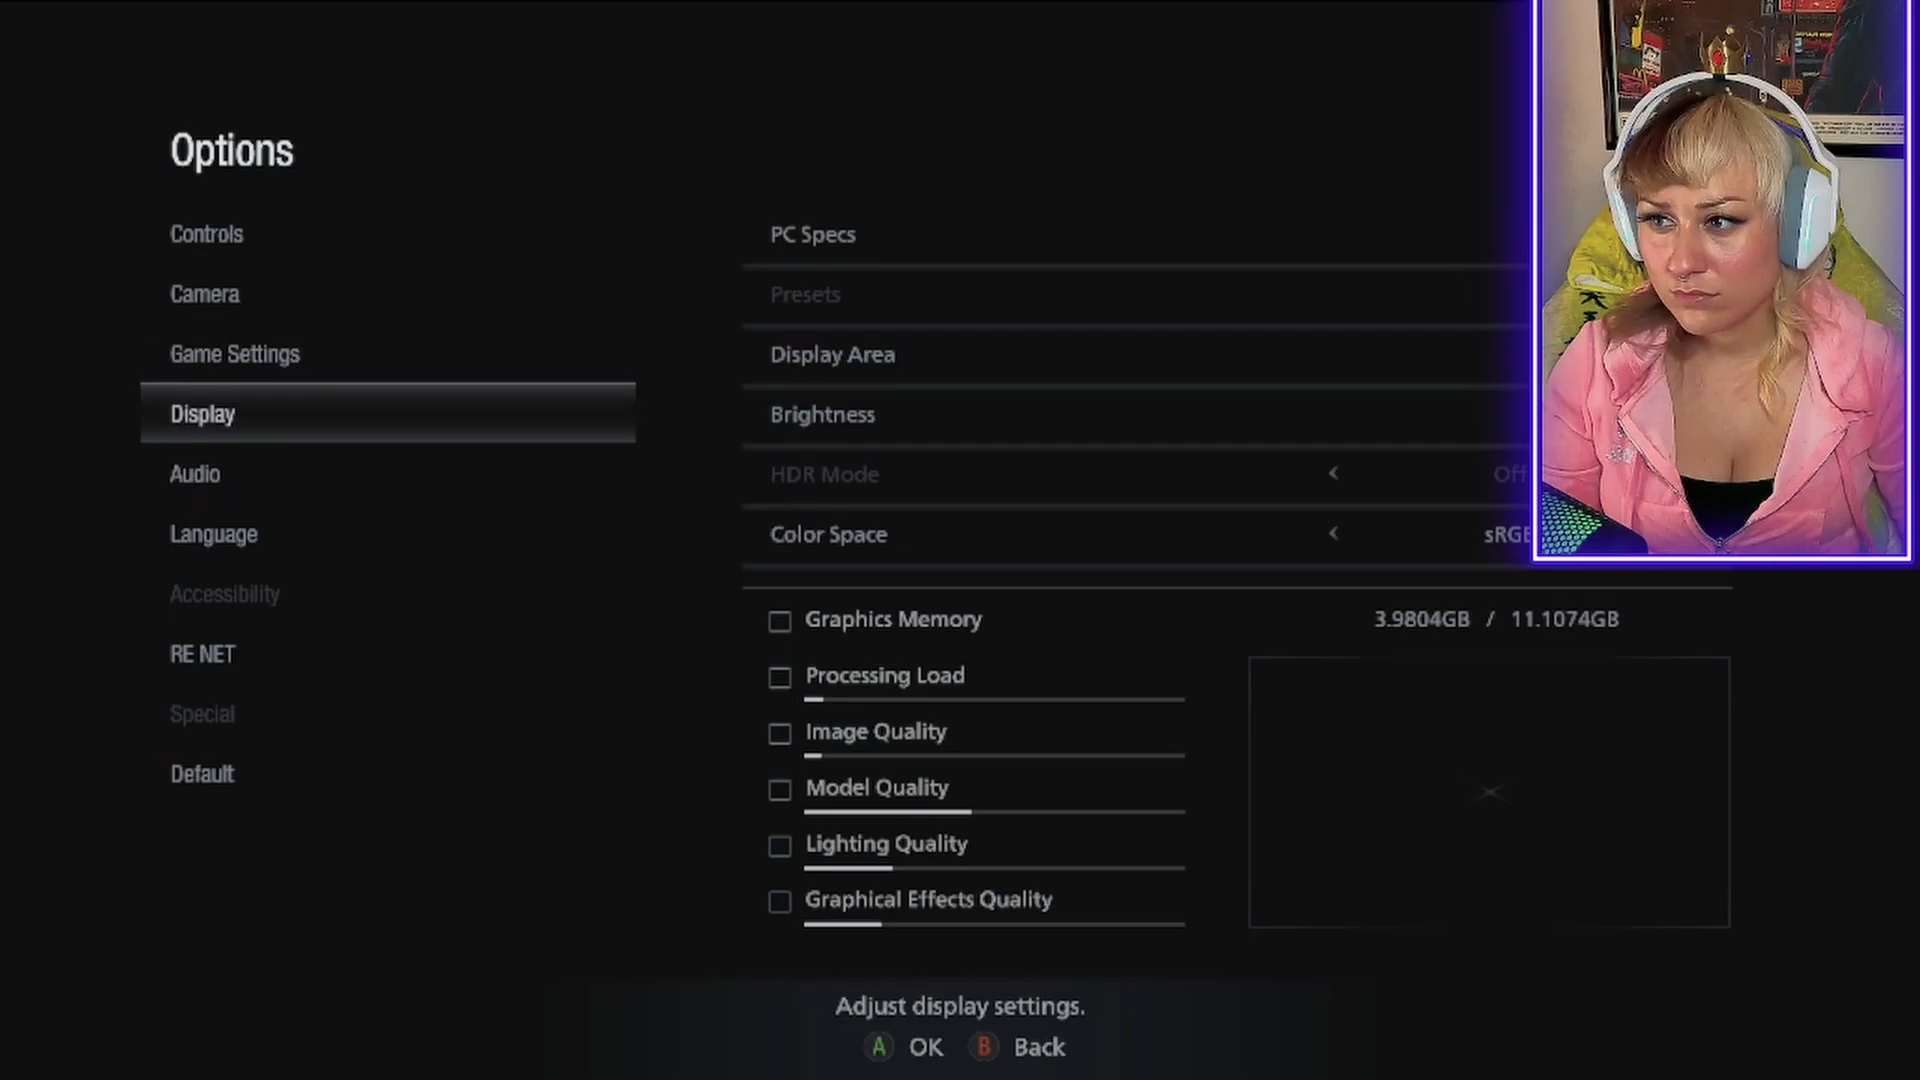 Options
Controls
Camera
Game Settings
Display
Audio
Language
Accessibility
RE NET
Special
Default
PC Specs
Presets
Display Area
Brightness
HDR Mode < Off
Color Space < sRGB
Graphics Memory 3.9804GB / 11.1074GB
Processing Load
Image Quality
Model Quality
Lighting Quality
Graphical Effects Quality
Adjust display settings.
A OK B Back